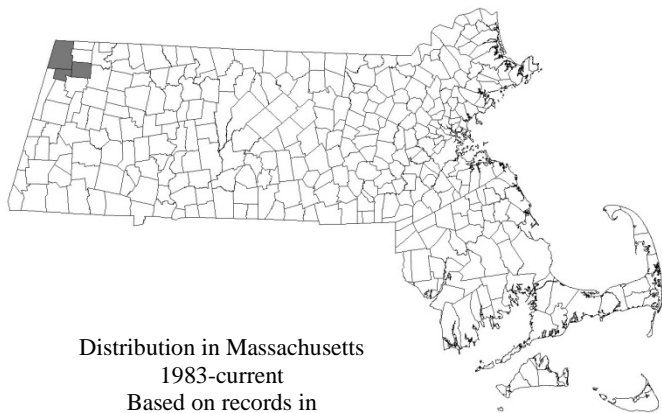 Distribution in Massachusetts
1983-current
Based on records in